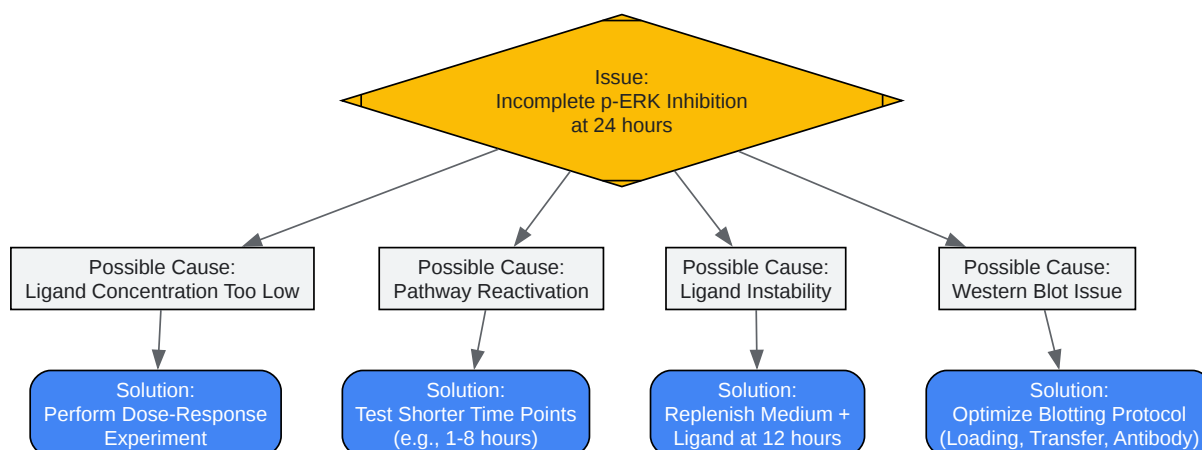 Issue:
Incomplete p-ERK Inhibition
at 24 hours
Possible Cause:
Ligand Concentration Too Low
Possible Cause:
Pathway Reactivation
Possible Cause:
Ligand Instability
Possible Cause:
Western Blot Issue
Solution:
Perform Dose-Response
Experiment
Solution:
Test Shorter Time Points
(e.g., 1-8 hours)
Solution:
Replenish Medium +
Ligand at 12 hours
Solution:
Optimize Blotting Protocol
(Loading, Transfer, Antibody)